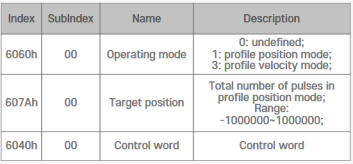 Index SubIndex Name Description
6060h 00 Operating mode 0: undefined;
1: profile position mode;
3: profile velocity mode;
607Ah 00 Target position Total number of pulses in
profile position mode;
Range:
-1000000~1000000;
6040h 00 Control word Control word